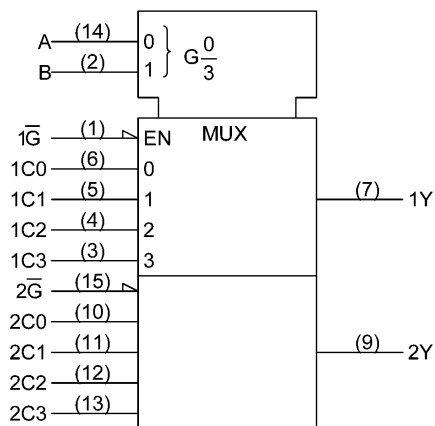 A (14) 0 } G 0/3
B (2) 1
1G̅ (1) EN MUX
1C0 (6) 0
1C1 (5) 1 (7) 1Y
1C2 (4) 2
1C3 (3) 3
2G̅ (15)
2C0 (10)
2C1 (11) (9) 2Y
2C2 (12)
2C3 (13)